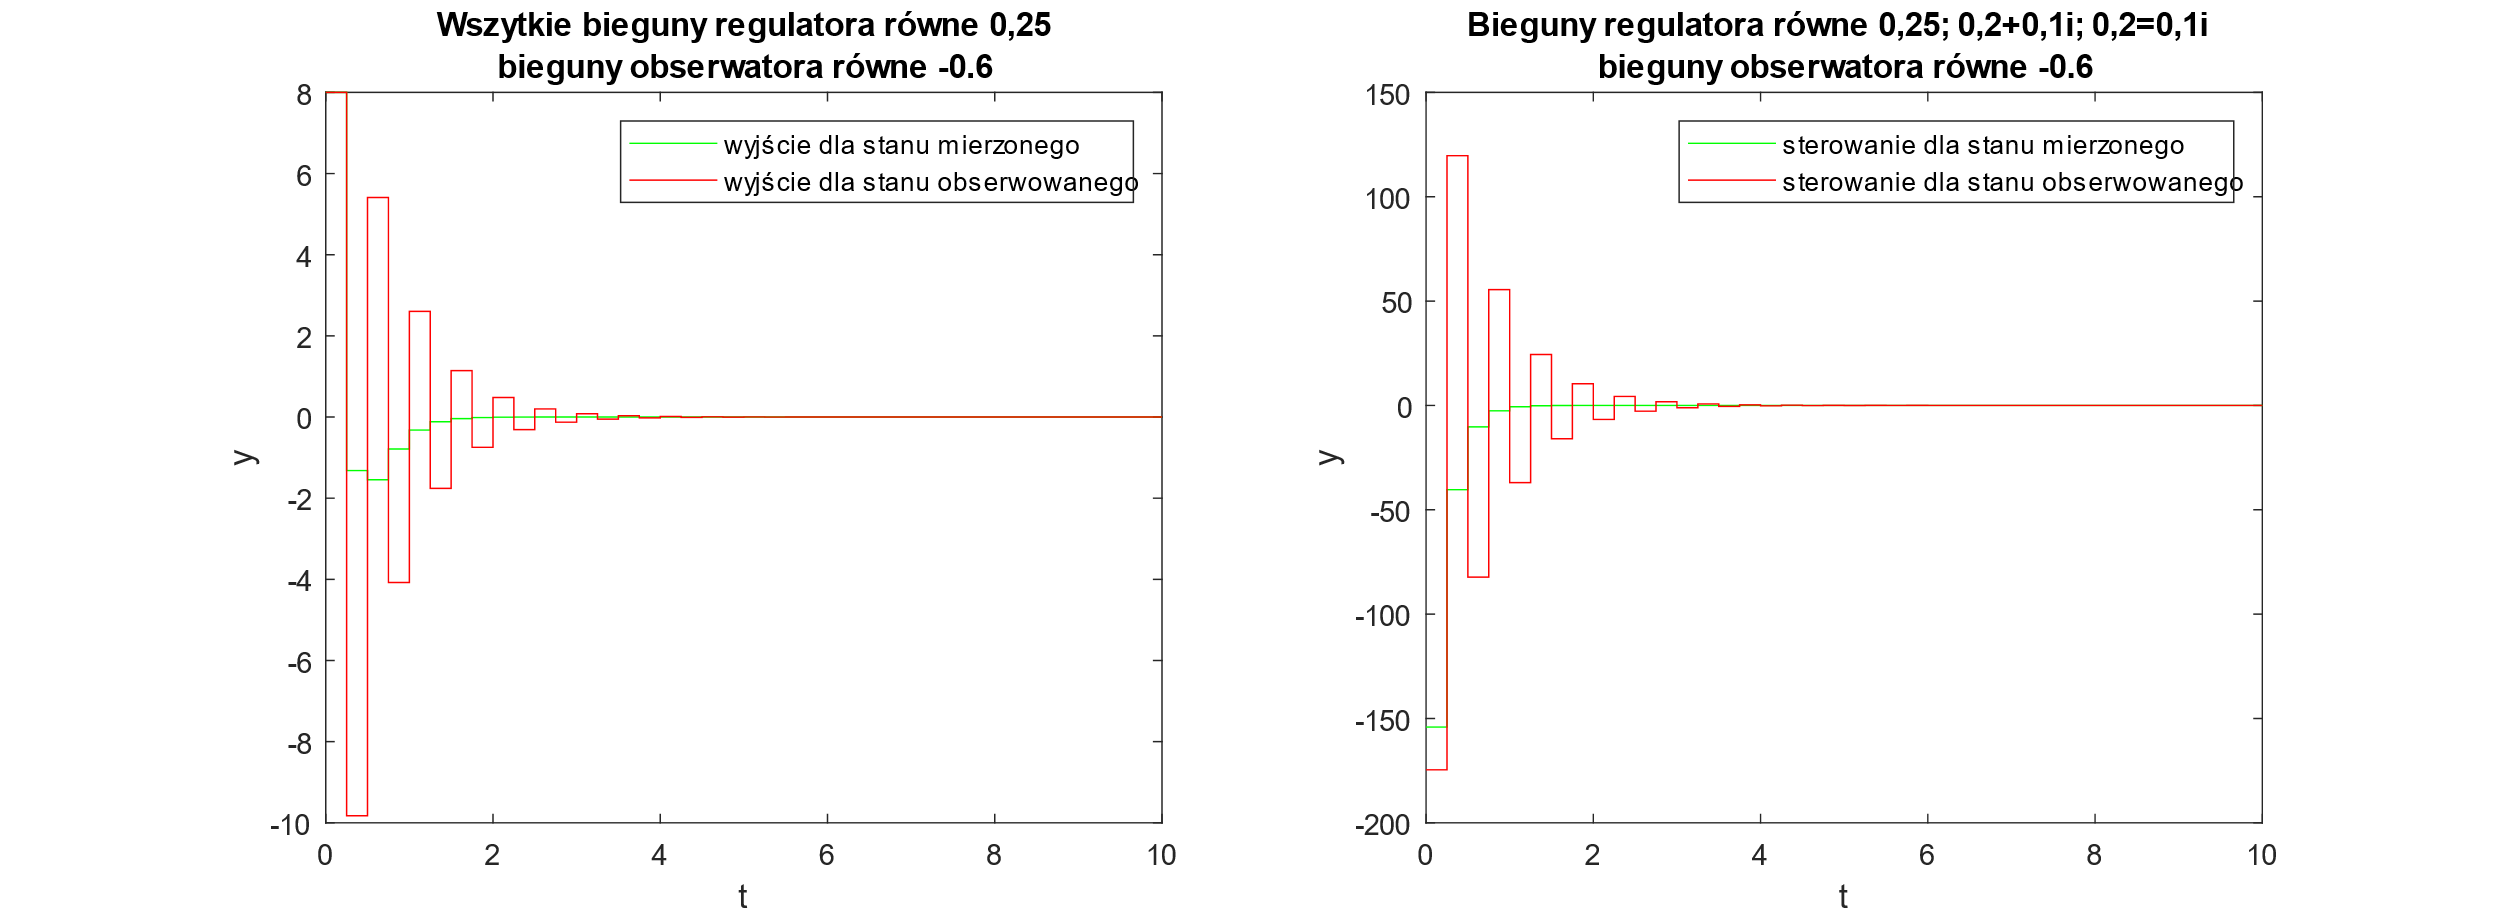 Wszytkie bieguny regulatora równe 0,25
bieguny obserwatora równe -0.6
8
6
4
2
0
-2
-4
-6
-8
-10
y
wyjście dla stanu mierzonego
wyjście dla stanu obserwowanego
0
2
4
6
8
10
t
Bieguny regulatora równe 0,25; 0,2+0,1i; 0,2=0,1i
bieguny obserwatora równe -0.6
150
100
50
0
-50
-100
-150
-200
y
sterowanie dla stanu mierzonego
sterowanie dla stanu obserwowanego
0
2
4
6
8
10
t